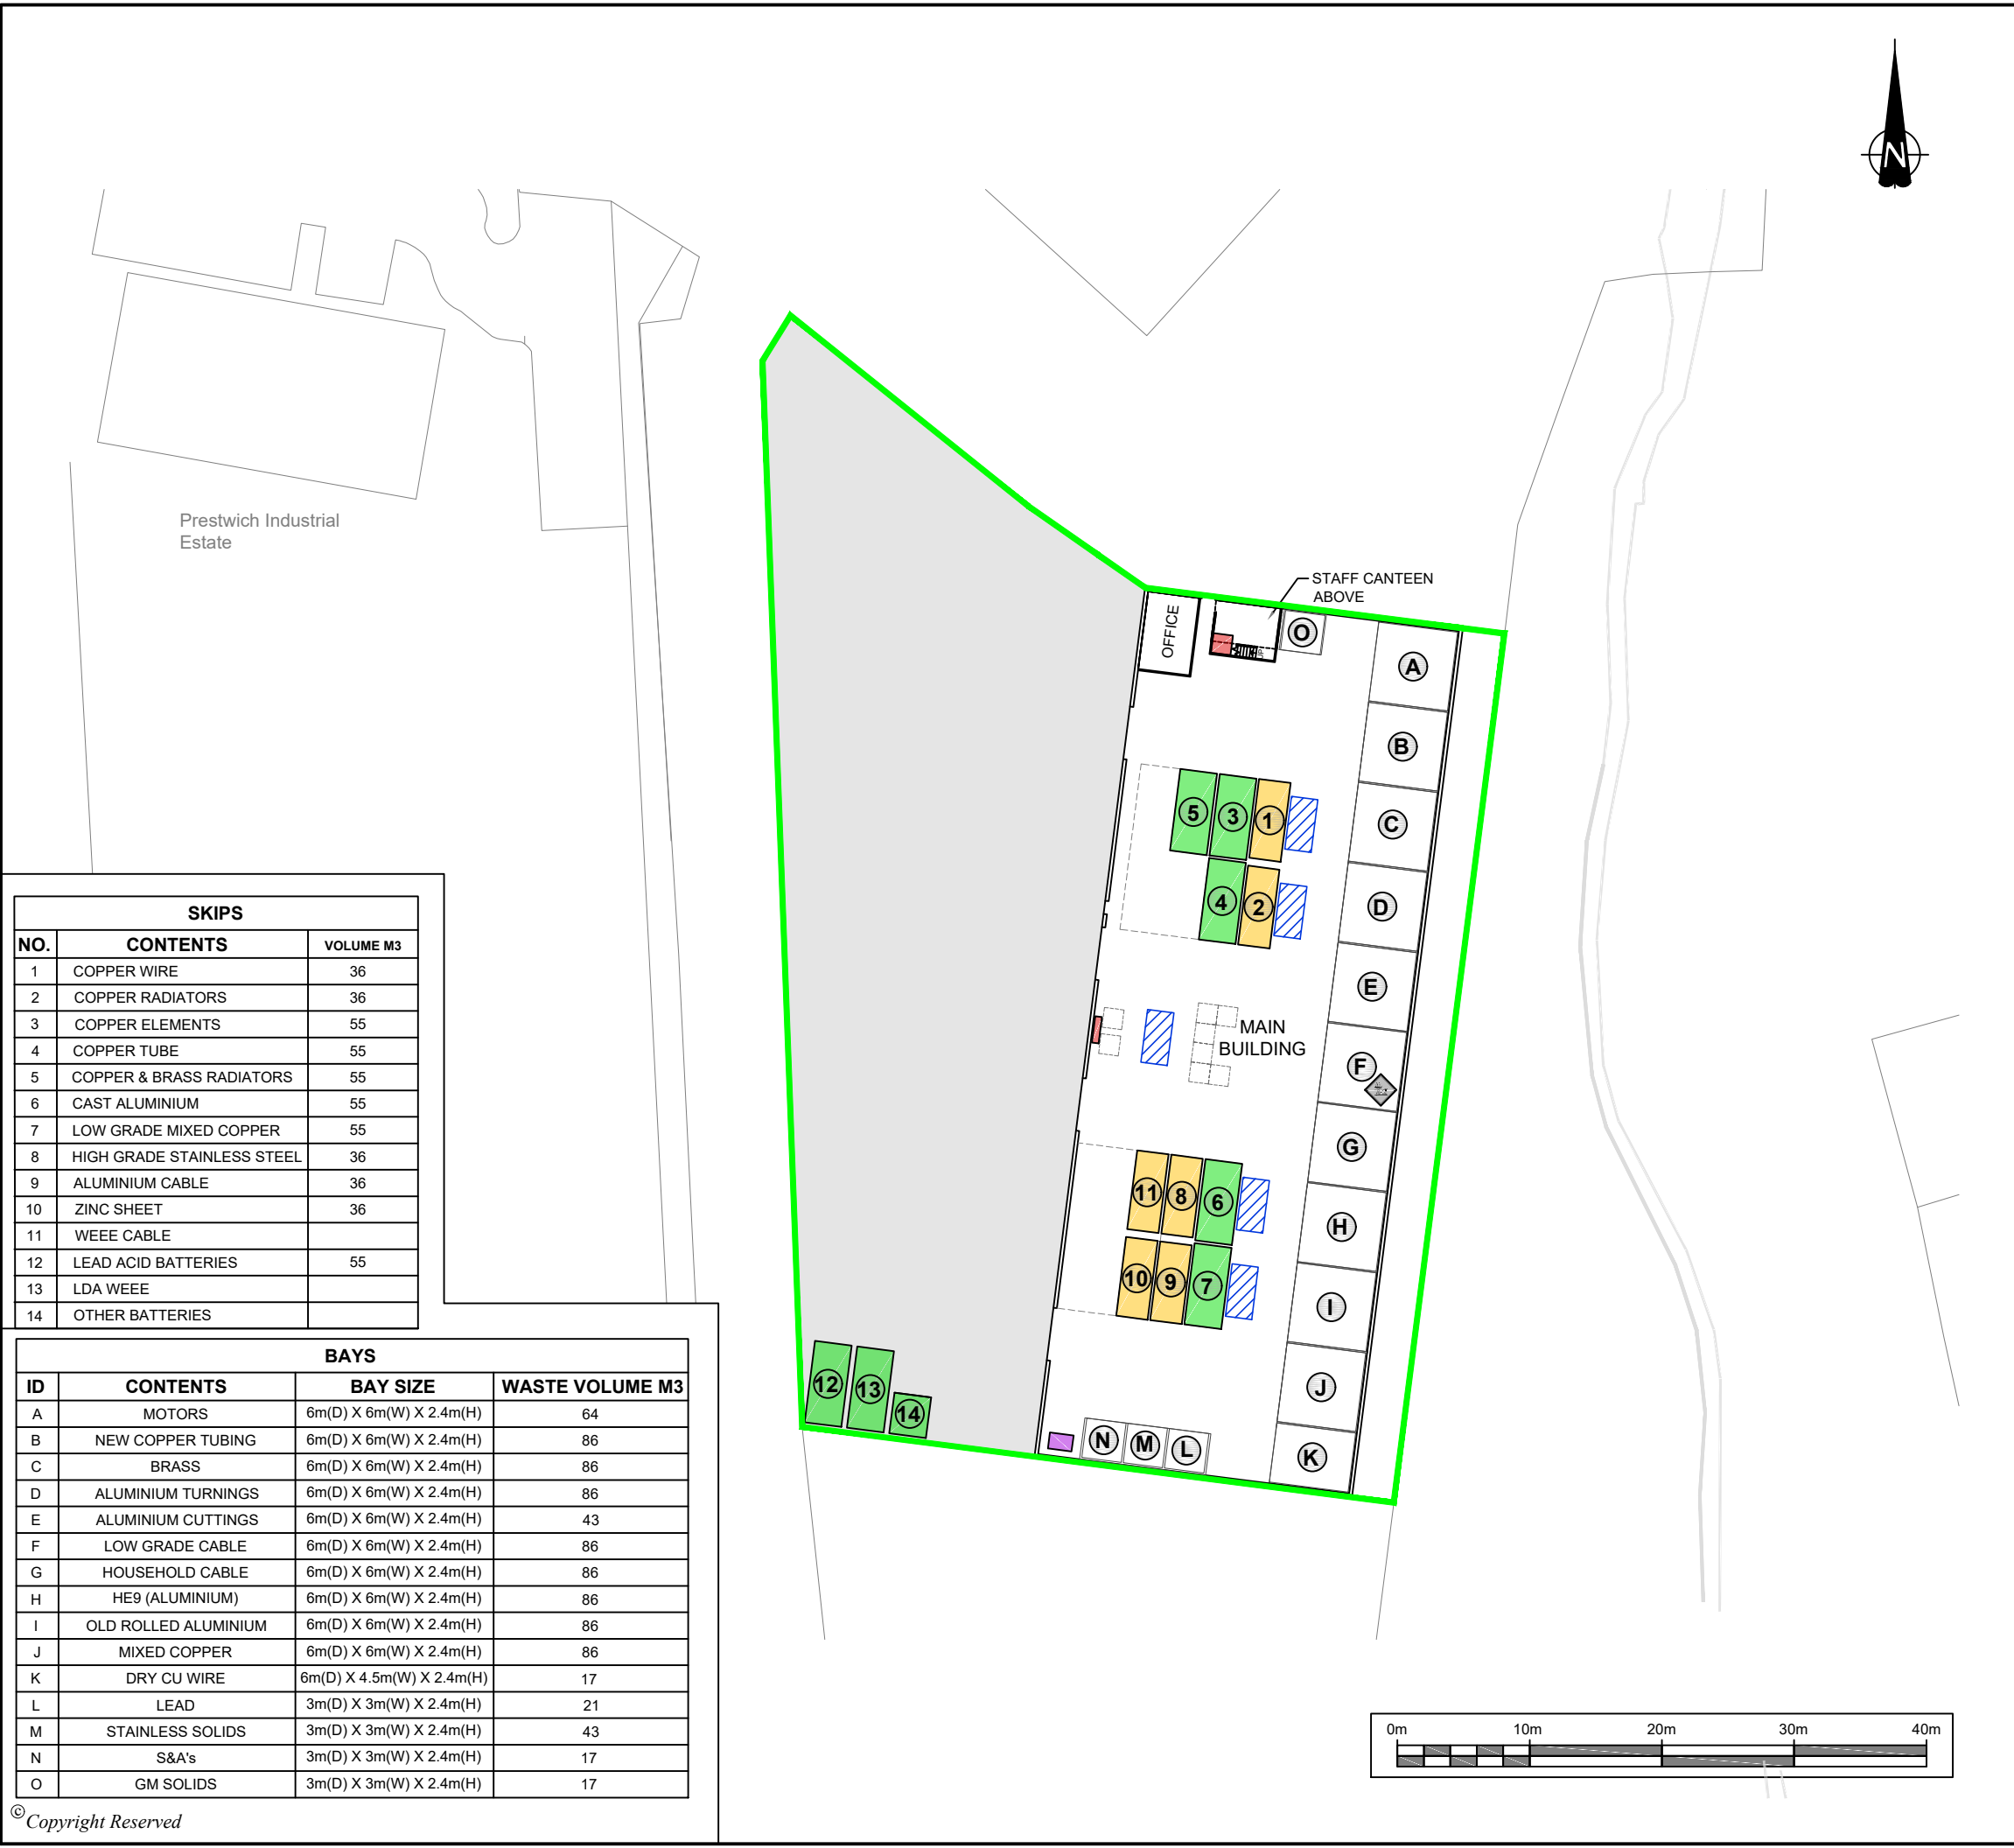 N
Prestwich Industrial
Estate
STAFF CANTEEN
ABOVE
OFFICE
UP
O
A
B
C
D
E
F
G
H
I
J
K
5
3
1
4
2
MAIN
BUILDING
11
8
6
10
9
7
12
13
14
N
M
L
SKIPS
NO. CONTENTS VOLUME M3
1 COPPER WIRE 36
2 COPPER RADIATORS 36
3 COPPER ELEMENTS 55
4 COPPER TUBE 55
5 COPPER & BRASS RADIATORS 55
6 CAST ALUMINIUM 55
7 LOW GRADE MIXED COPPER 55
8 HIGH GRADE STAINLESS STEEL 36
9 ALUMINIUM CABLE 36
10 ZINC SHEET 36
11 WEEE CABLE
12 LEAD ACID BATTERIES 55
13 LDA WEEE
14 OTHER BATTERIES
BAYS
ID CONTENTS BAY SIZE WASTE VOLUME M3
A MOTORS 6m(D) X 6m(W) X 2.4m(H) 64
B NEW COPPER TUBING 6m(D) X 6m(W) X 2.4m(H) 86
C BRASS 6m(D) X 6m(W) X 2.4m(H) 86
D ALUMINIUM TURNINGS 6m(D) X 6m(W) X 2.4m(H) 86
E ALUMINIUM CUTTINGS 6m(D) X 6m(W) X 2.4m(H) 43
F LOW GRADE CABLE 6m(D) X 6m(W) X 2.4m(H) 86
G HOUSEHOLD CABLE 6m(D) X 6m(W) X 2.4m(H) 86
H HE9 (ALUMINIUM) 6m(D) X 6m(W) X 2.4m(H) 86
I OLD ROLLED ALUMINIUM 6m(D) X 6m(W) X 2.4m(H) 86
J MIXED COPPER 6m(D) X 6m(W) X 2.4m(H) 86
K DRY CU WIRE 6m(D) X 4.5m(W) X 2.4m(H) 17
L LEAD 3m(D) X 3m(W) X 2.4m(H) 21
M STAINLESS SOLIDS 3m(D) X 3m(W) X 2.4m(H) 43
N S&A's 3m(D) X 3m(W) X 2.4m(H) 17
O GM SOLIDS 3m(D) X 3m(W) X 2.4m(H) 17
0m 10m 20m 30m 40m
© Copyright Reserved